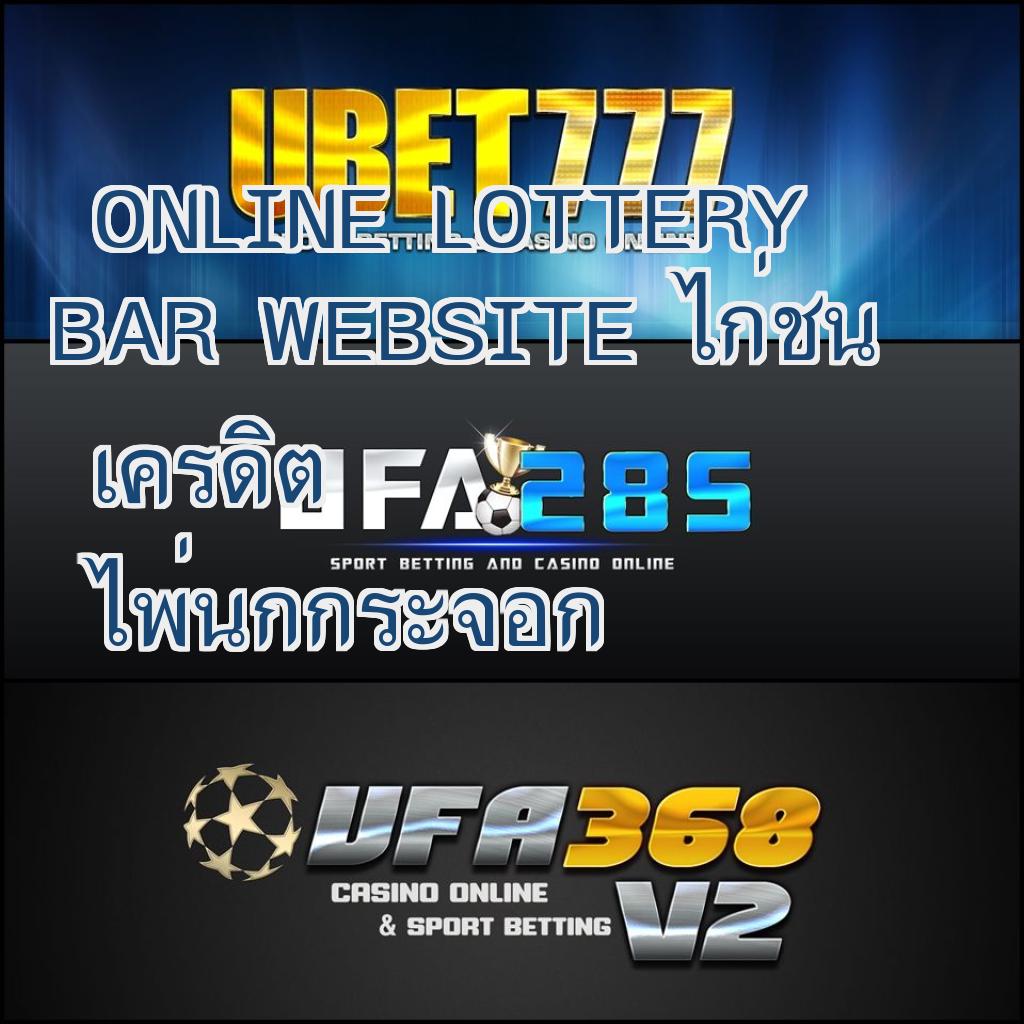 UBET777
ONLINE LOTTERY
BAR WEBSITE ไก่ชน
เครดิต
UFA285
SPORT BETTING AND CASINO ONLINE
ไพ่นกกระจอก
UFA368
CASINO ONLINE
& SPORT BETTING
V2